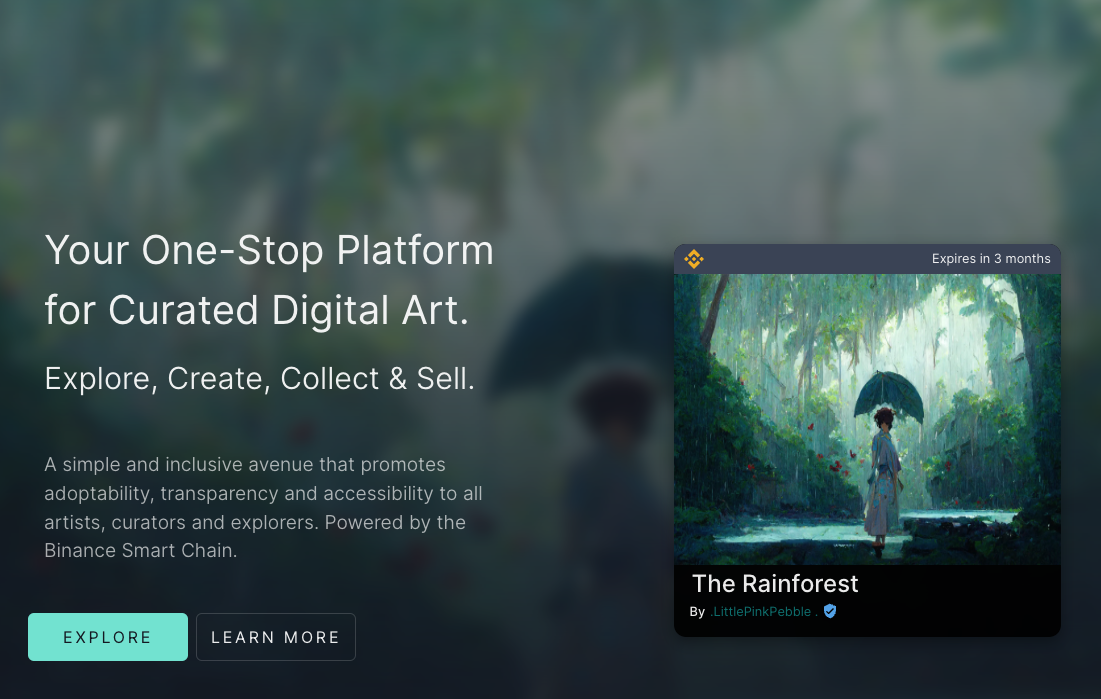 Your One-Stop Platform
for Curated Digital Art.
Explore, Create, Collect & Sell.
A simple and inclusive avenue that promotes
adoptability, transparency and accessibility to all
artists, curators and explorers. Powered by the
Binance Smart Chain.
EXPLORE
LEARN MORE
Expires in 3 months
The Rainforest
By .LittlePinkPebble .